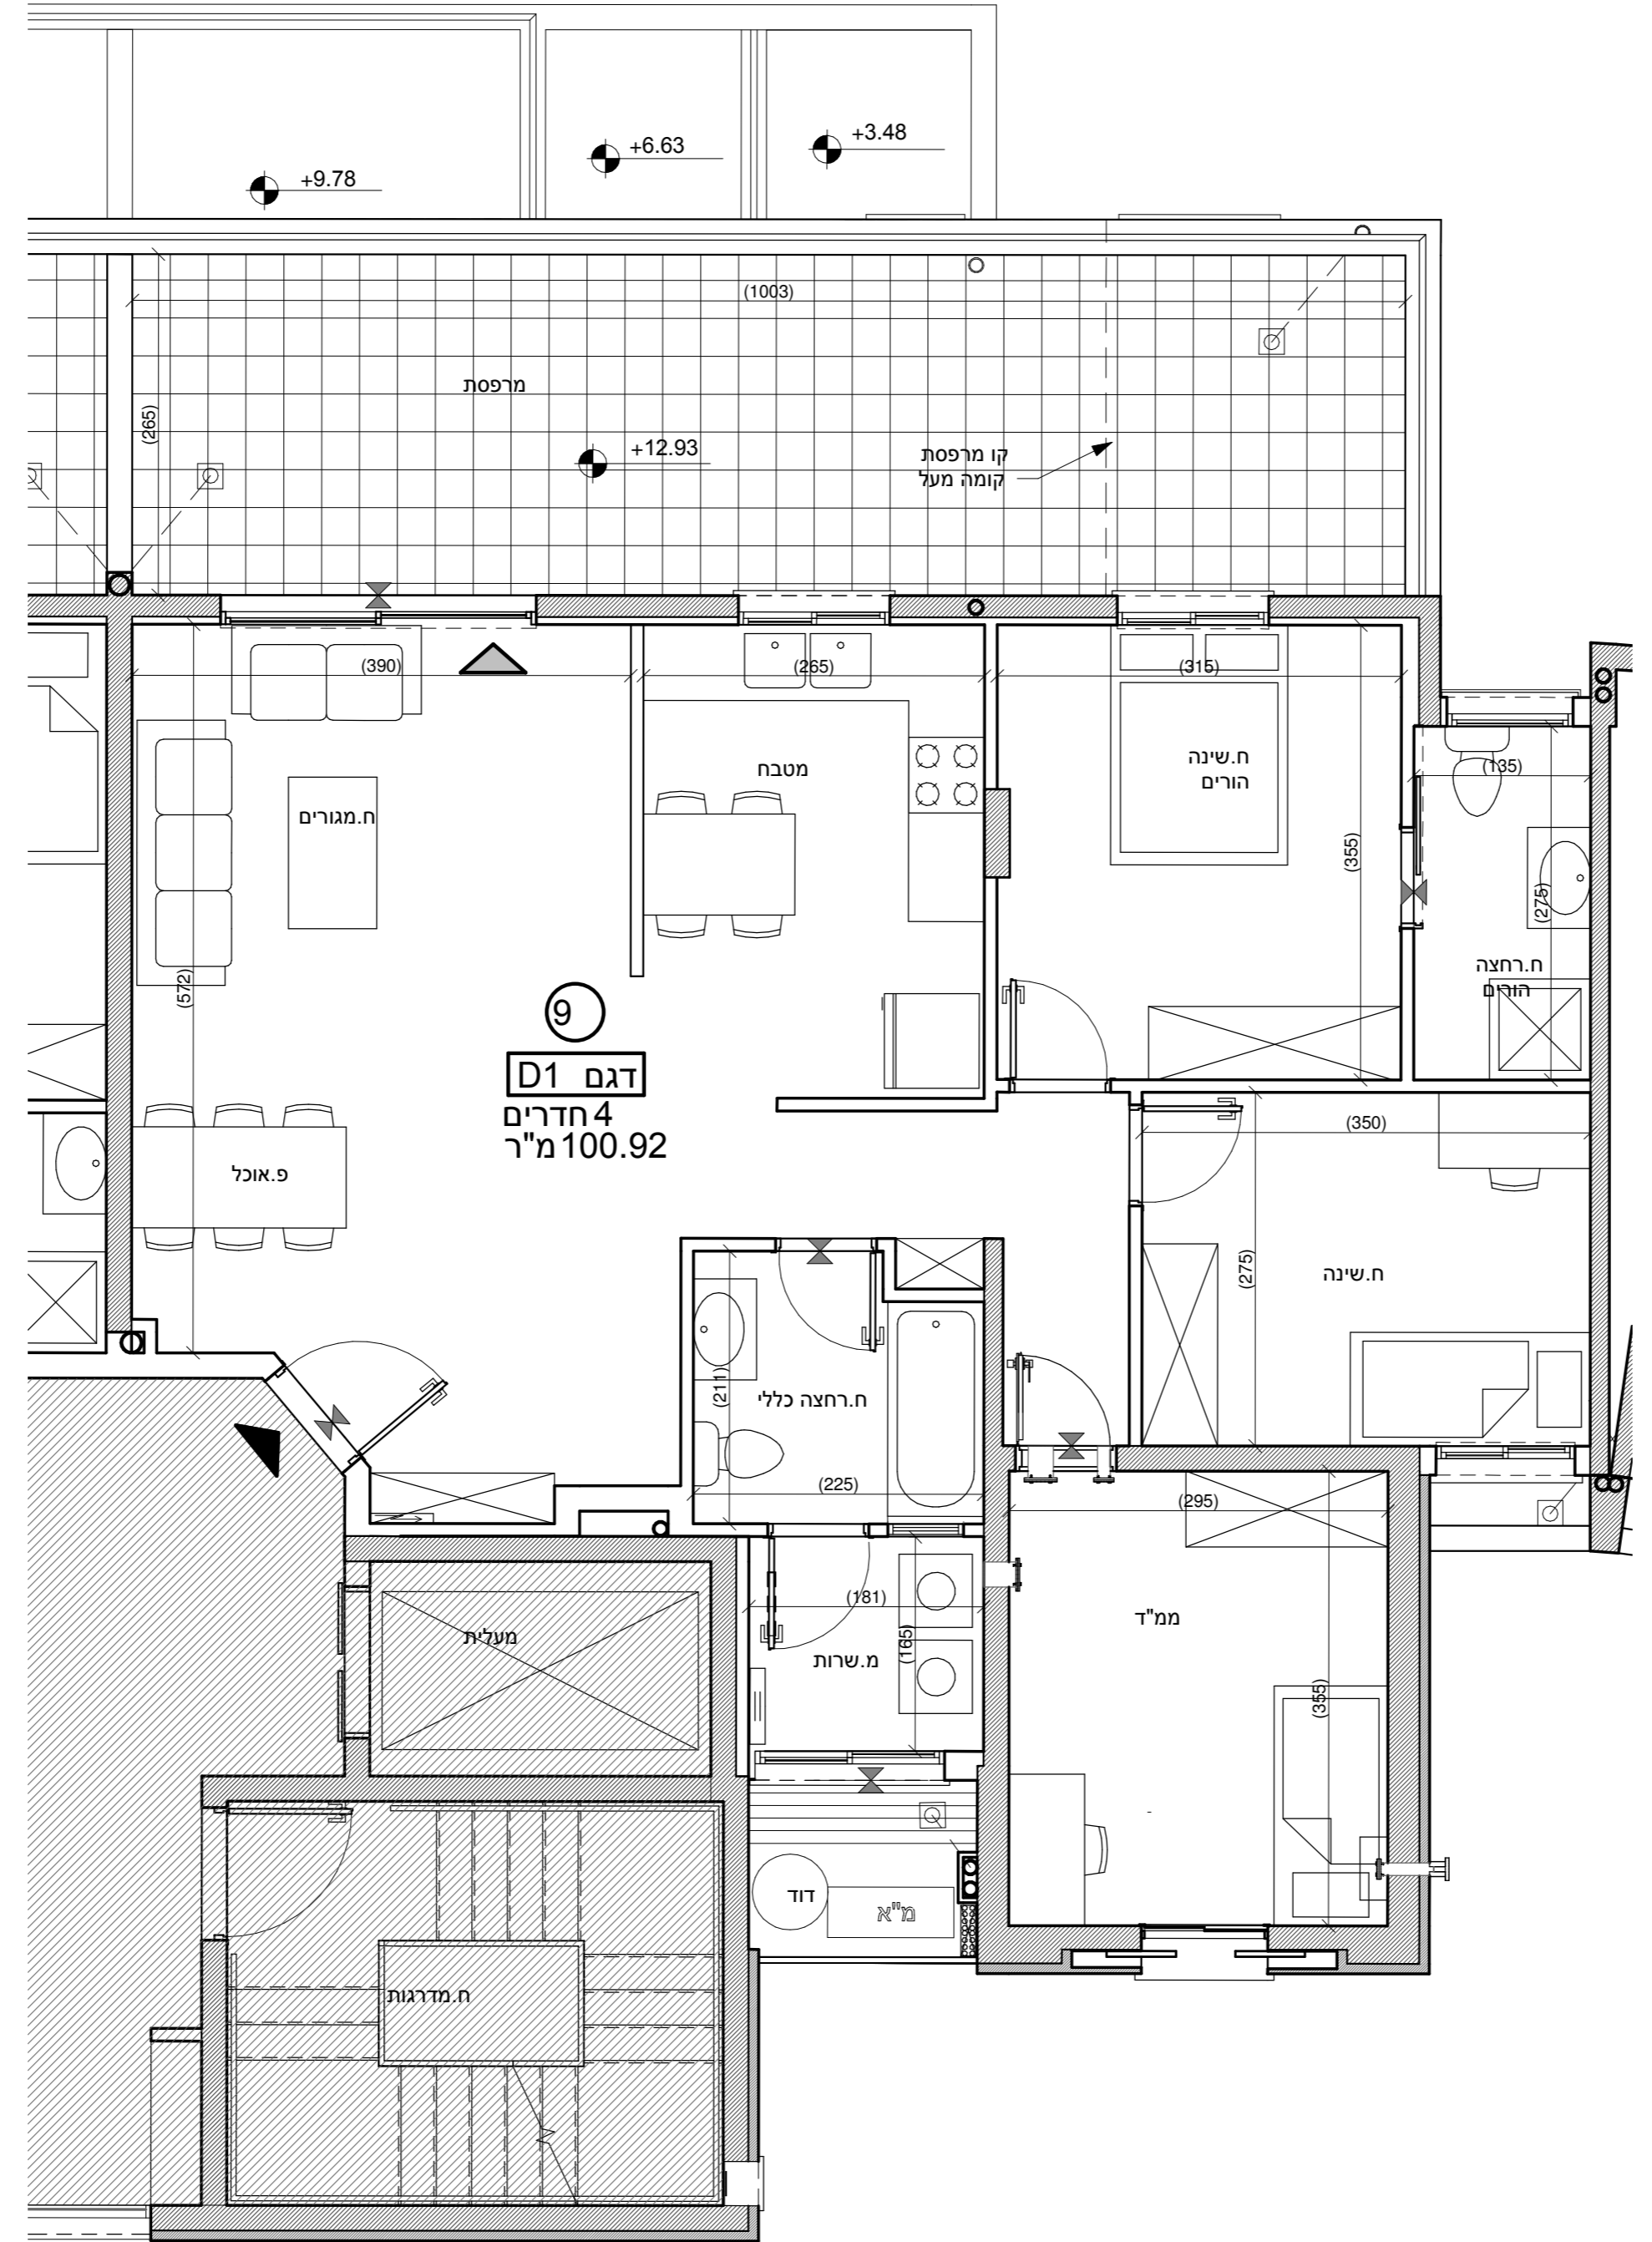 +3.48
+6.63
+9.78
(1003)
מרפסת
(265)
+12.93
קו מרפסת
קומה מעל
(390)
(265)
(315)
(135)
ח.שינה
הורים
מטבח
ח.מגורים
(355)
(275)
ח.רחצה
הורים
(572)
9
דגם D1
4 חדרים
100.92 מ"ר
(350)
פ.אוכל
(275)
ח.שינה
(211)
ח.רחצה כללי
(225)
(295)
(181)
ממ"ד
מעלית
(165)
מ.שרות
(355)
דוד
מ"א
ח.מדרגות